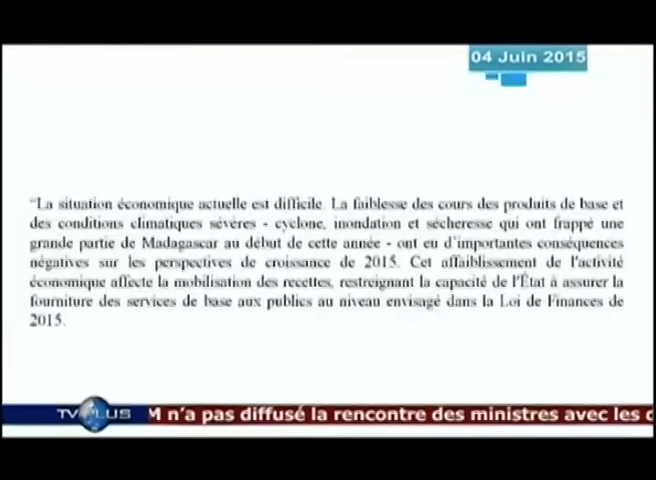 04 Juin 2015
"La situation économique actuelle est difficile. La faiblesse des cours des produits de base et
des conditions climatiques sévères - cyclone, inondation et sécheresse qui ont frappé une
grande partie de Madagascar au début de cette année - ont eu d'importantes conséquences
négatives sur les perspectives de croissance de 2015. Cet affaiblissement de l'activité
économique affecte la mobilisation des recettes, restreignant la capacité de l'État à assurer la
fourniture des services de base aux publics au niveau envisagé dans la Loi de Finances de
2015.
TV PLUS
M n'a pas diffusé la rencontre des ministres avec les